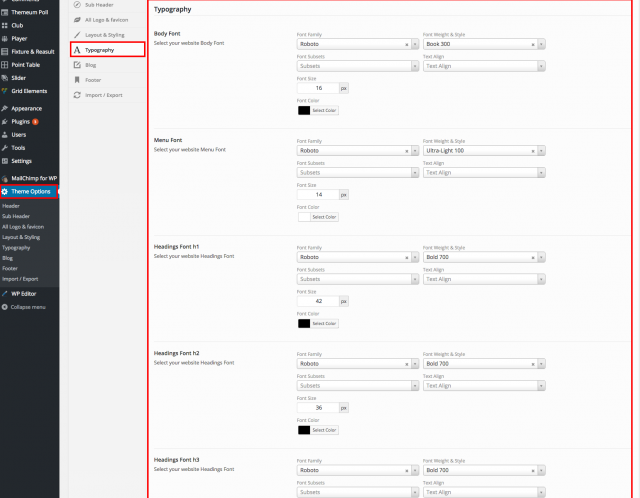 Themeum Poll
Club
Player
Fixture & Reasult
Point Table
Slider
Grid Elements
Appearance
Plugins
Users
Tools
Settings
MailChimp for WP
Theme Options
Header
Sub Header
All Logo & favicon
Layout & Styling
Typography
Blog
Footer
Import / Export
WP Editor
Collapse menu
Sub Header
All Logo & favicon
Layout & Styling
Typography
Blog
Footer
Import / Export
Typography
Body Font
Select your website Body Font
Font Family Font Weight & Style
Roboto × Book 300 ×
Font Subsets Text Align
Subsets Text Align
Font Size
16 px
Font Color
Select Color
Menu Font
Select your website Menu Font
Font Family Font Weight & Style
Roboto × Ultra-Light 100 ×
Font Subsets Text Align
Subsets Text Align
Font Size
14 px
Font Color
Select Color
Headings Font h1
Select your website Headings Font
Font Family Font Weight & Style
Roboto × Bold 700 ×
Font Subsets Text Align
Subsets Text Align
Font Size
42 px
Font Color
Select Color
Headings Font h2
Select your website Headings Font
Font Family Font Weight & Style
Roboto × Bold 700 ×
Font Subsets Text Align
Subsets Text Align
Font Size
36 px
Font Color
Select Color
Headings Font h3
Select your website Headings Font
Font Family Font Weight & Style
Roboto × Bold 700 ×
Font Subsets Text Align
Subsets Text Align